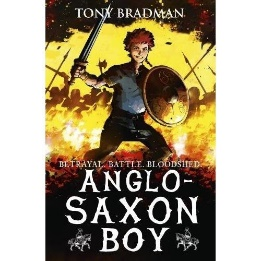 TONY BRADMAN
BETRAYAL. BATTLE. BLOODSHED.
ANGLO-
SAXON
BOY